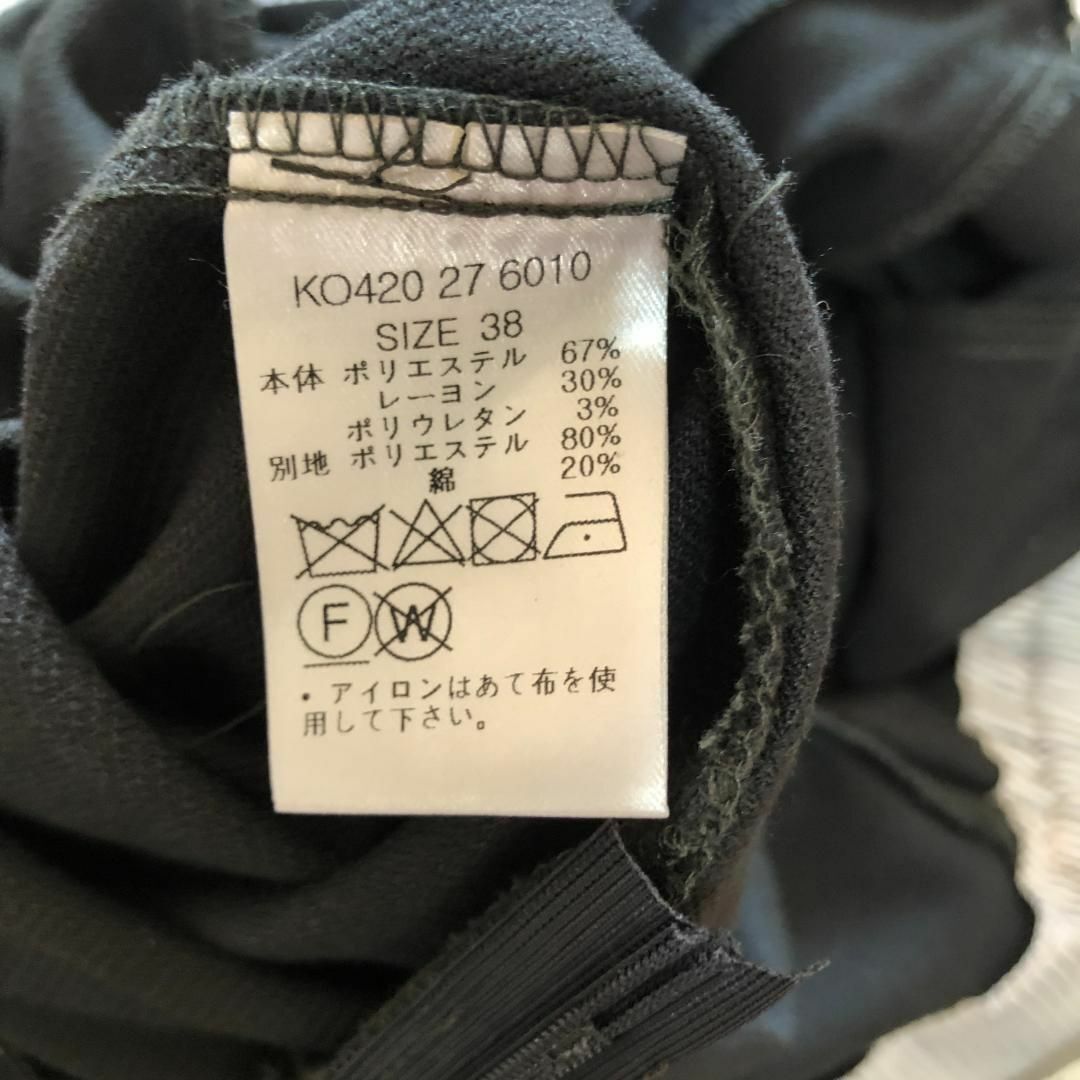 KO420 27 6010
SIZE 38
本体 ポリエステル 67%
レーヨン 30%
ポリウレタン 3%
別地 ポリエステル 80%
綿 20%
F W
・アイロンはあて布を使
用して下さい。